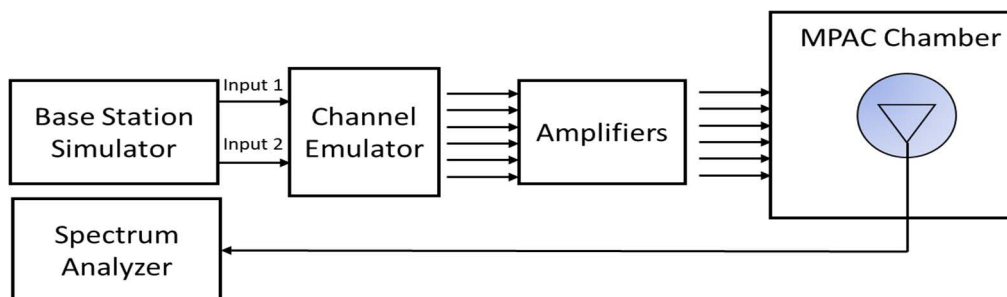 MPAC Chamber
Input 1
Base Station
Simulator
Input 2
Channel
Emulator
Amplifiers
Spectrum
Analyzer